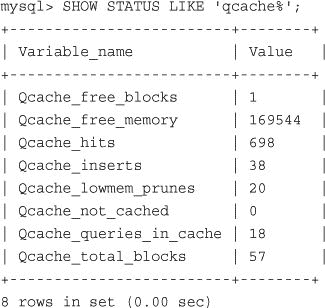 mysql> SHOW STATUS LIKE 'qcache%';
+-------------------------+--------+
| Variable_name           | Value  |
+-------------------------+--------+
| Qcache_free_blocks      | 1      |
| Qcache_free_memory      | 169544 |
| Qcache_hits             | 698    |
| Qcache_inserts          | 38     |
| Qcache_lowmem_prunes    | 20     |
| Qcache_not_cached       | 0      |
| Qcache_queries_in_cache | 18     |
| Qcache_total_blocks     | 57     |
+-------------------------+--------+
8 rows in set (0.00 sec)